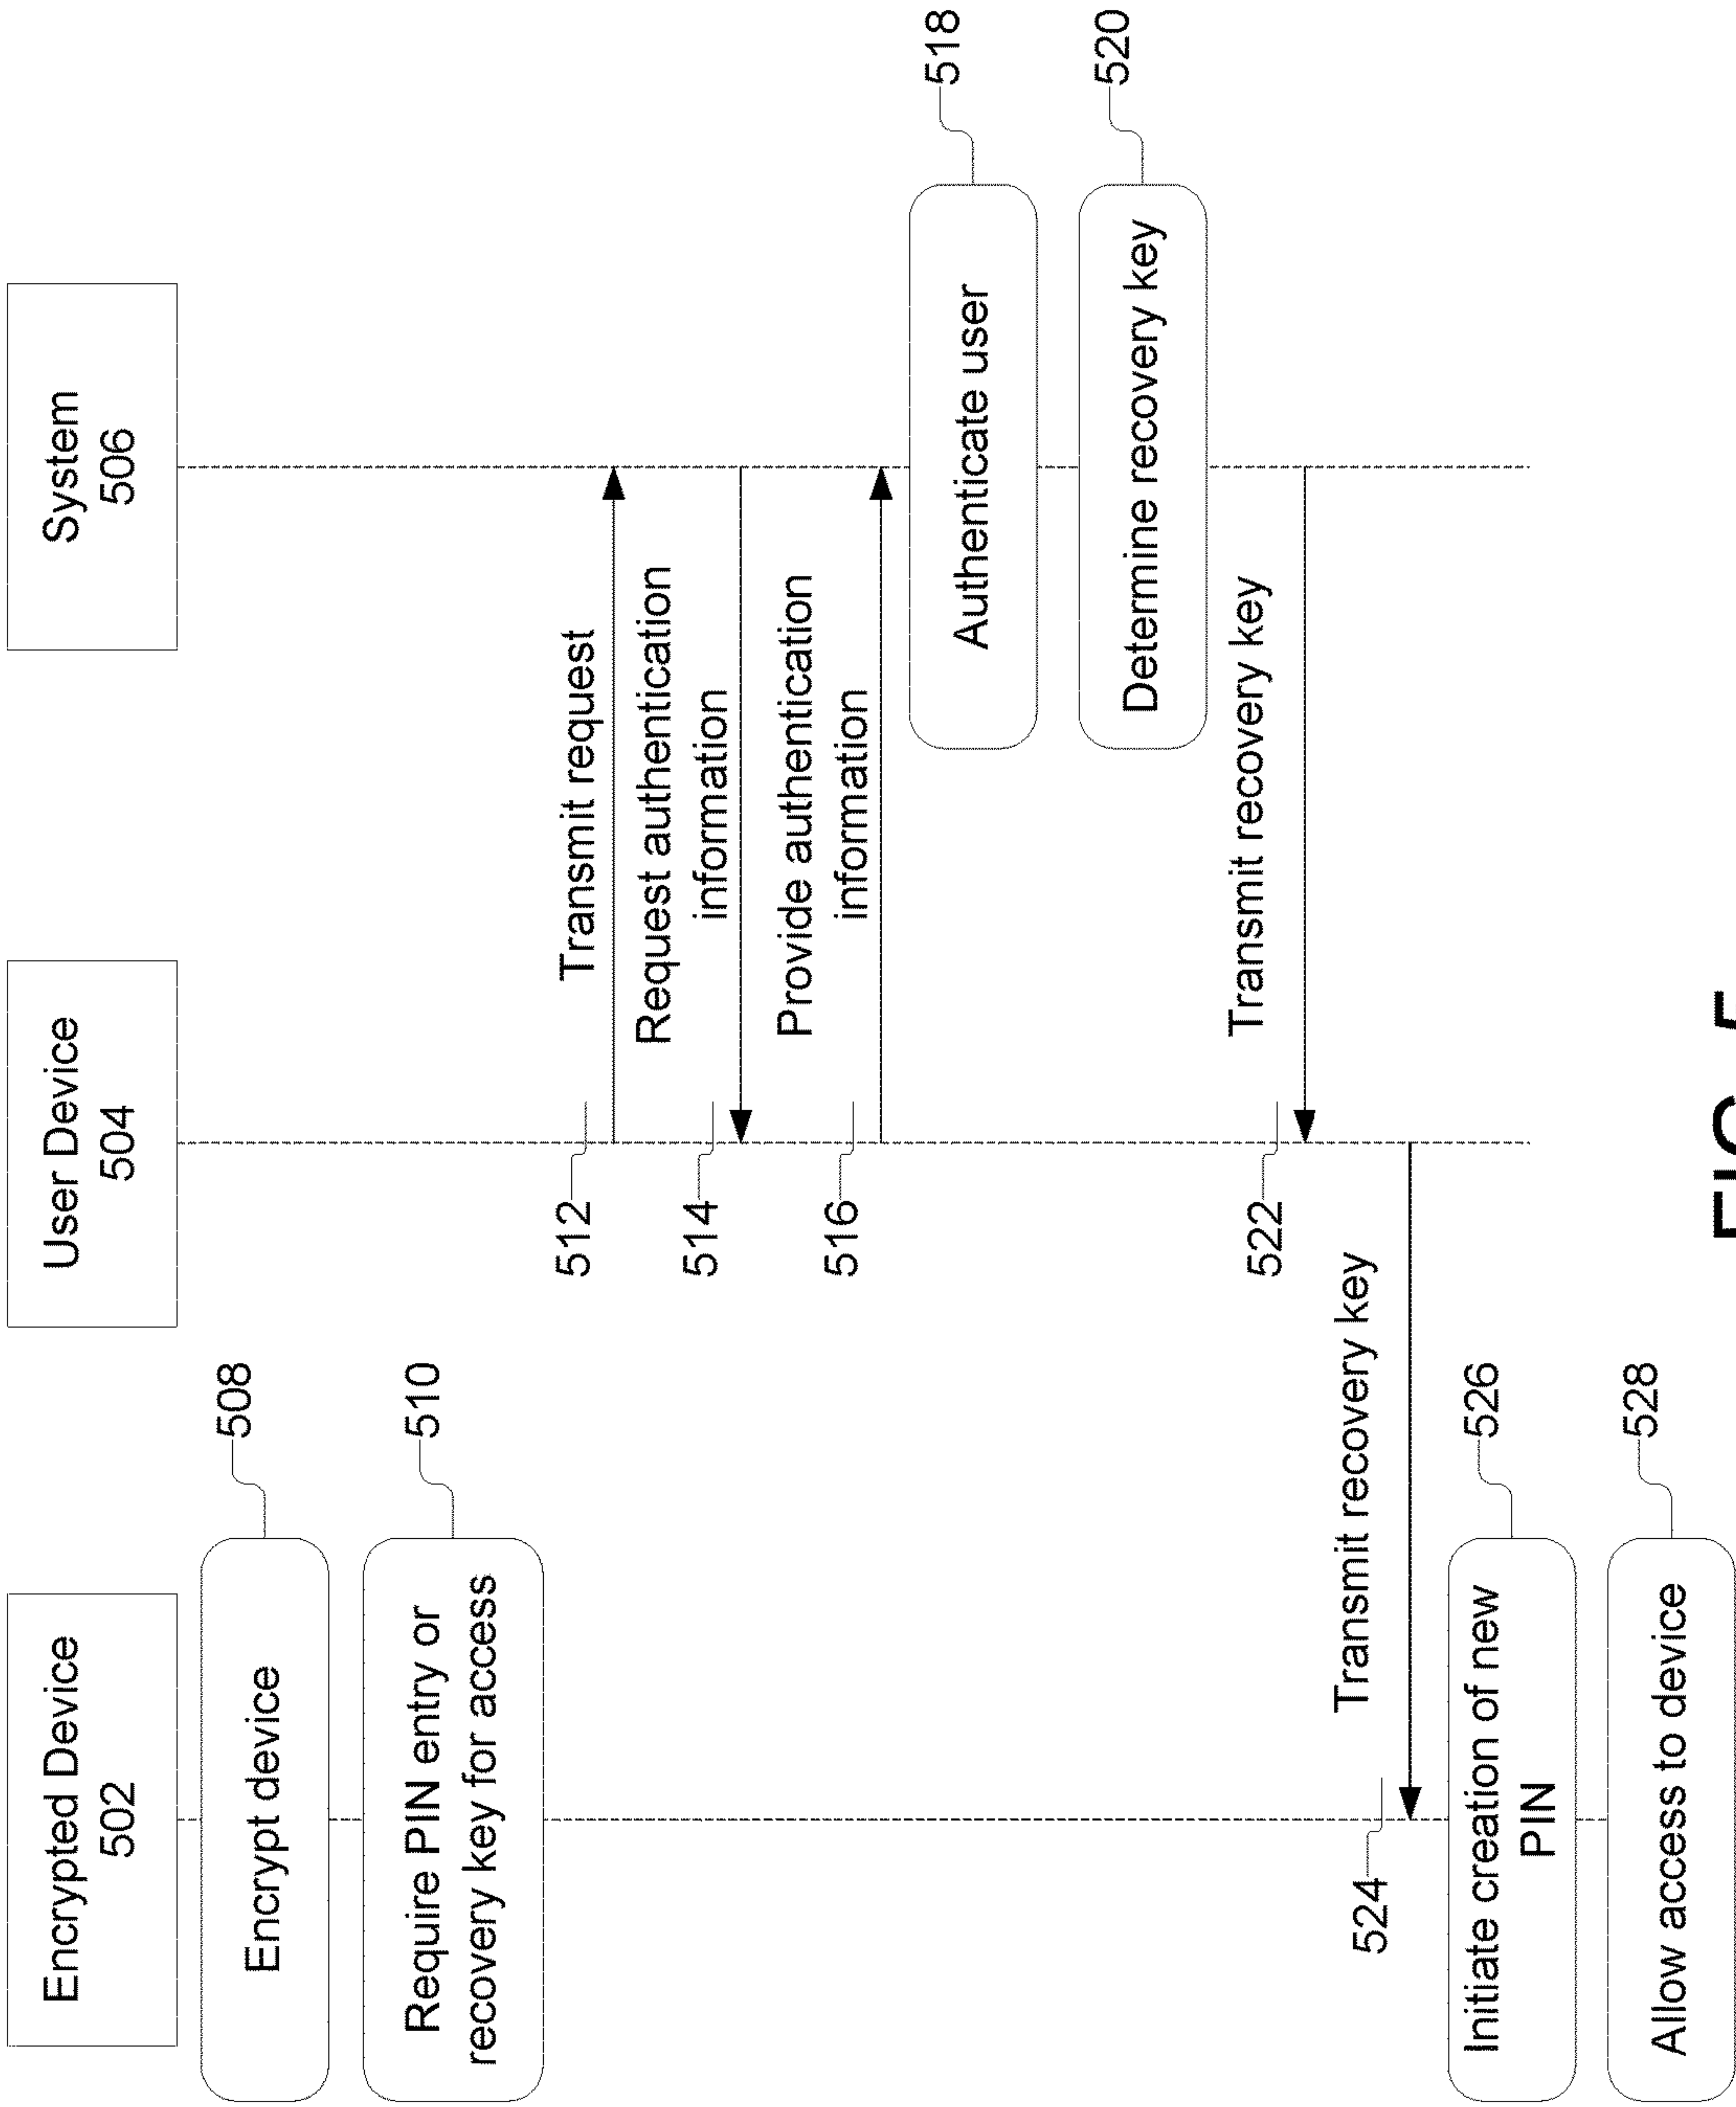 Encrypted Device
502
User Device
504
System
506
Encrypt device
508
Require PIN entry or
recovery key for access
510
512
Transmit request
514
Request authentication
information
516
Provide authentication
information
Authenticate user
518
Determine recovery key
520
522
Transmit recovery key
524
Transmit recovery key
Initiate creation of new
PIN
526
Allow access to device
528